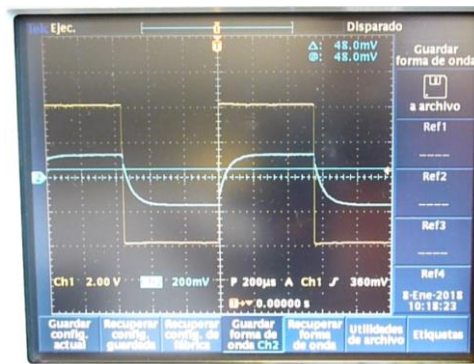 Tek Ejec.
Disparado
Δ: 48.0mV
@: 48.0mV
Guardar
forma de onda
a archivo
Ref1
-----
Ref2
-----
Ref3
-----
Ref4
Ch1 2.00 V
200mV
P 200µs A Ch1 ƒ 360mV
0.00000 s
8-Ene-2018
10:18:23
Guardar
config.
actual
Recuperar
config.
guardada
Recuperar
config. de
fábrica
Guardar
forma de
onda Ch2
Recuperar
forma de
onda
Utilidades
de archivo
Etiquetas